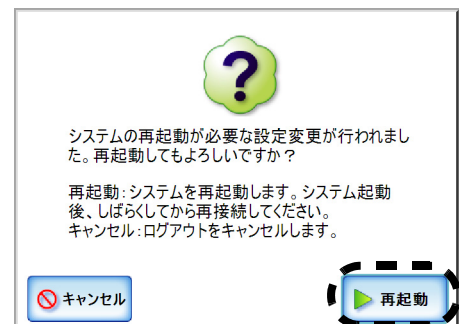 システムの再起動が必要な設定変更が行われまし
た。再起動してもよろしいですか？
再起動：システムを再起動します。システム起動
後、しばらくしてから再接続してください。
キャンセル：ログアウトをキャンセルします。
キャンセル
再起動